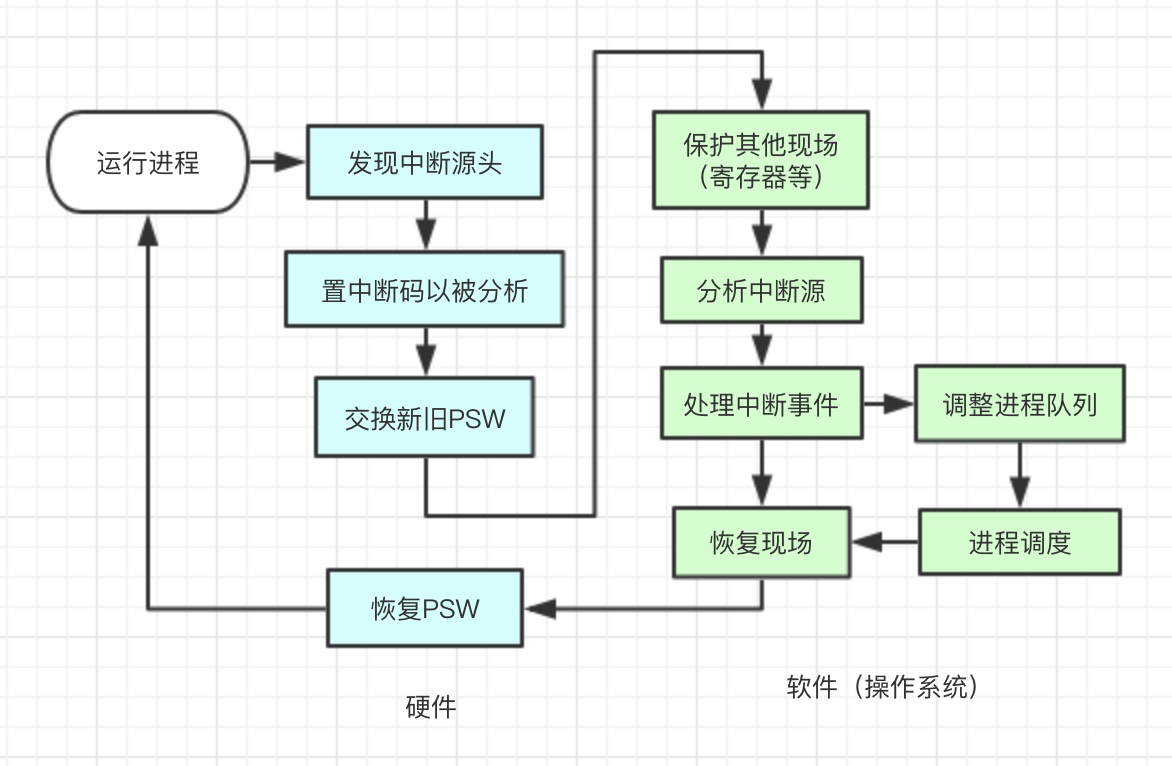 运行进程
发现中断源头
置中断码以被分析
交换新旧PSW
保护其他现场
（寄存器等）
分析中断源
处理中断事件
调整进程队列
进程调度
恢复现场
恢复PSW
硬件
软件（操作系统）